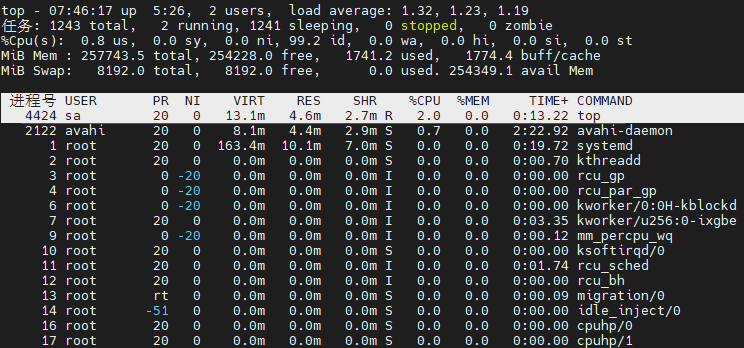 top - 07:46:17 up  5:26,  2 users,  load average: 1.32, 1.23, 1.19
任务: 1243 total,   2 running, 1241 sleeping,   0 stopped,   0 zombie
%Cpu(s):  0.8 us,  0.0 sy,  0.0 ni, 99.2 id,  0.0 wa,  0.0 hi,  0.0 si,  0.0 st
MiB Mem : 257743.5 total, 254228.0 free,   1741.2 used,   1774.4 buff/cache
MiB Swap:   8192.0 total,   8192.0 free,      0.0 used. 254349.1 avail Mem
进程号 USER      PR  NI    VIRT    RES    SHR   %CPU  %MEM     TIME+ COMMAND
4424 sa        20   0   13.1m   4.6m   2.7m R   2.0   0.0   0:13.22 top
2122 avahi     20   0    8.1m   4.4m   2.9m S   0.7   0.0   2:22.92 avahi-daemon
1 root      20   0  163.4m  10.1m   7.0m S   0.0   0.0   0:19.72 systemd
2 root      20   0    0.0m   0.0m   0.0m S   0.0   0.0   0:00.70 kthreadd
3 root       0 -20    0.0m   0.0m   0.0m I   0.0   0.0   0:00.00 rcu_gp
4 root       0 -20    0.0m   0.0m   0.0m I   0.0   0.0   0:00.00 rcu_par_gp
6 root       0 -20    0.0m   0.0m   0.0m I   0.0   0.0   0:00.00 kworker/0:0H-kblockd
7 root      20   0    0.0m   0.0m   0.0m I   0.0   0.0   0:03.35 kworker/u256:0-ixgbe
9 root       0 -20    0.0m   0.0m   0.0m I   0.0   0.0   0:00.12 mm_percpu_wq
10 root      20   0    0.0m   0.0m   0.0m S   0.0   0.0   0:00.00 ksoftirqd/0
11 root      20   0    0.0m   0.0m   0.0m I   0.0   0.0   0:01.74 rcu_sched
12 root      20   0    0.0m   0.0m   0.0m I   0.0   0.0   0:00.00 rcu_bh
13 root      rt   0    0.0m   0.0m   0.0m S   0.0   0.0   0:00.09 migration/0
14 root     -51   0    0.0m   0.0m   0.0m S   0.0   0.0   0:00.00 idle_inject/0
16 root      20   0    0.0m   0.0m   0.0m S   0.0   0.0   0:00.00 cpuhp/0
17 root      20   0    0.0m   0.0m   0.0m S   0.0   0.0   0:00.00 cpuhp/1